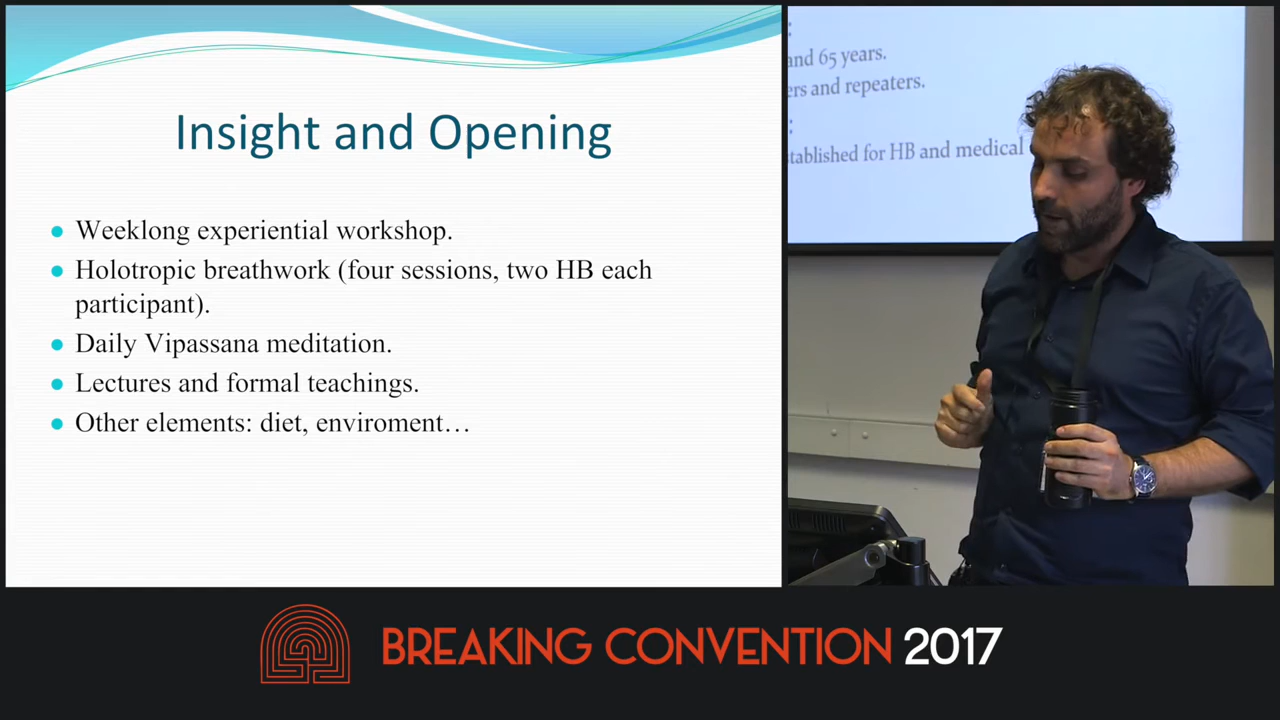 Insight and Opening
Weeklong experiential workshop.
Holotropic breathwork (four sessions, two HB each
participant).
Daily Vipassana meditation.
Lectures and formal teachings.
Other elements: diet, enviroment…
:
and 65 years.
ers and repeaters.
:
stablished for HB and medical
BREAKING CONVENTION 2017